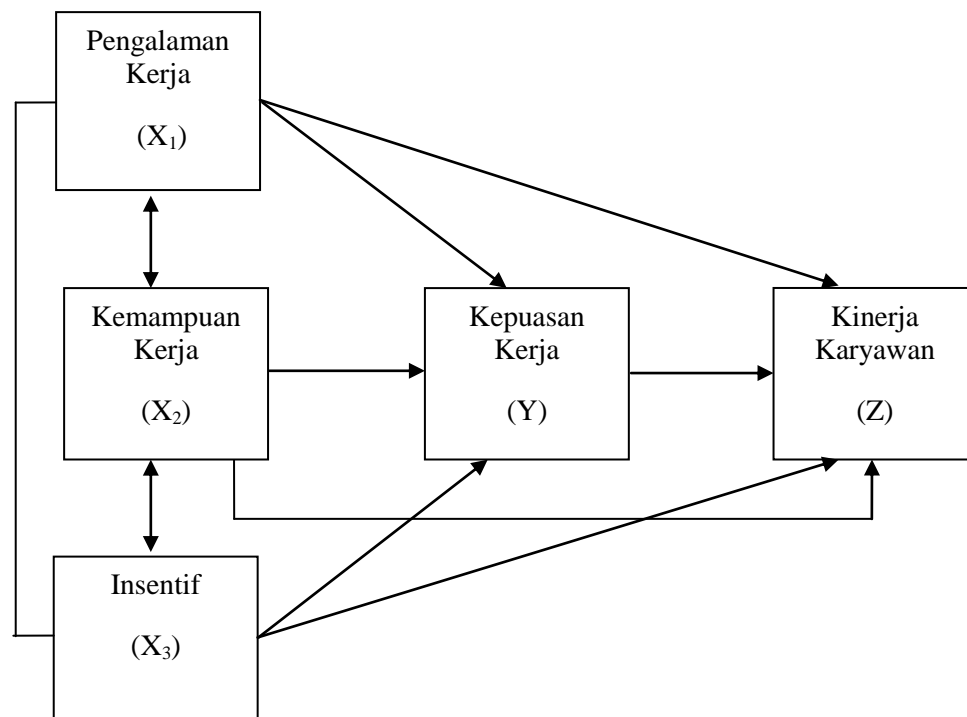 Pengalaman
Kerja
(X₁)
Kemampuan
Kerja
(X₂)
Kepuasan
Kerja
(Y)
Kinerja
Karyawan
(Z)
Insentif
(X₃)